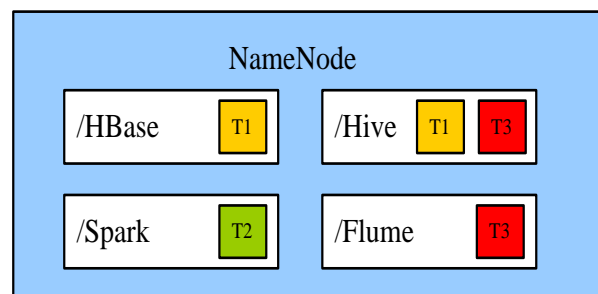 NameNode
/HBase T1 /Hive T1 T3
/Spark T2 /Flume T3